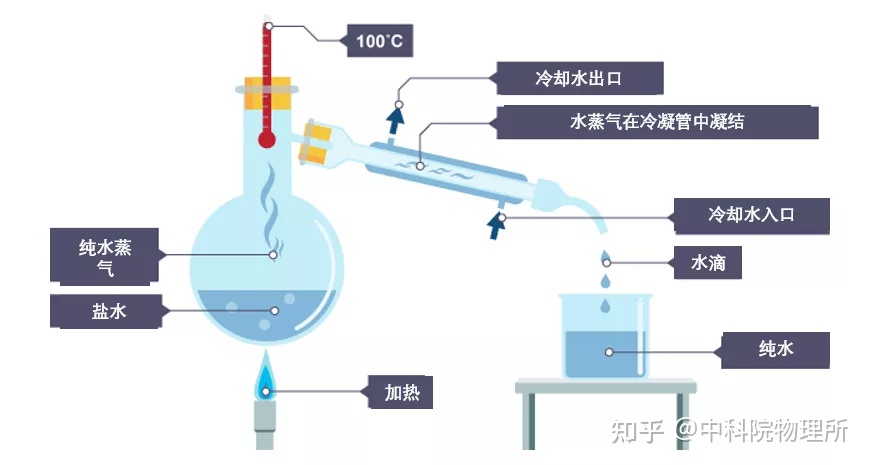 100°C
冷却水出口
水蒸气在冷凝管中凝结
冷却水入口
纯水蒸
气
水滴
盐水
纯水
加热
知乎 @中科院物理所